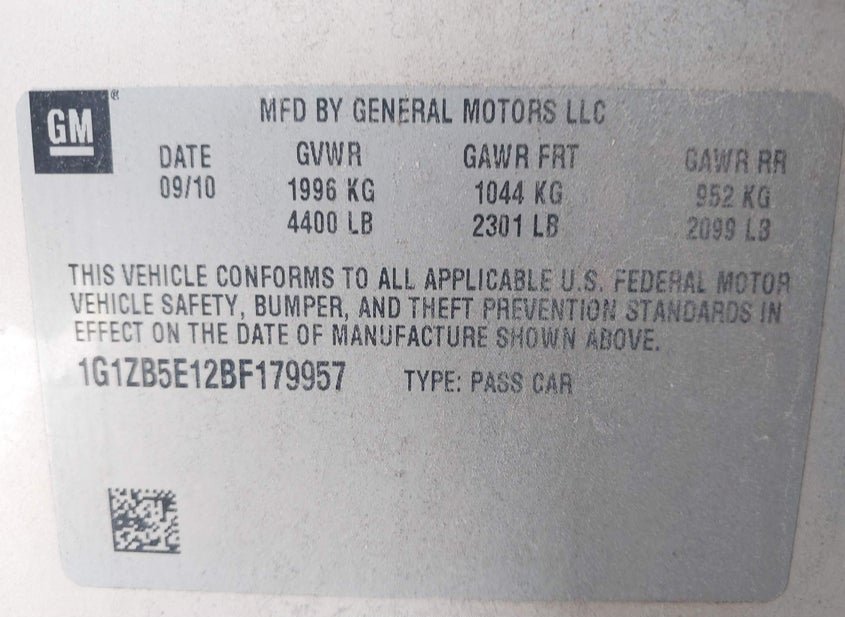 GM®
MFD BY GENERAL MOTORS LLC
DATE GVWR GAWR FRT GAWR RR
09/10 1996 KG 1044 KG 952 KG
4400 LB 2301 LB 2099 LB
THIS VEHICLE CONFORMS TO ALL APPLICABLE U.S. FEDERAL MOTOR
VEHICLE SAFETY, BUMPER, AND THEFT PREVENTION STANDARDS IN
EFFECT ON THE DATE OF MANUFACTURE SHOWN ABOVE.
1G1ZB5E12BF179957 TYPE: PASS CAR